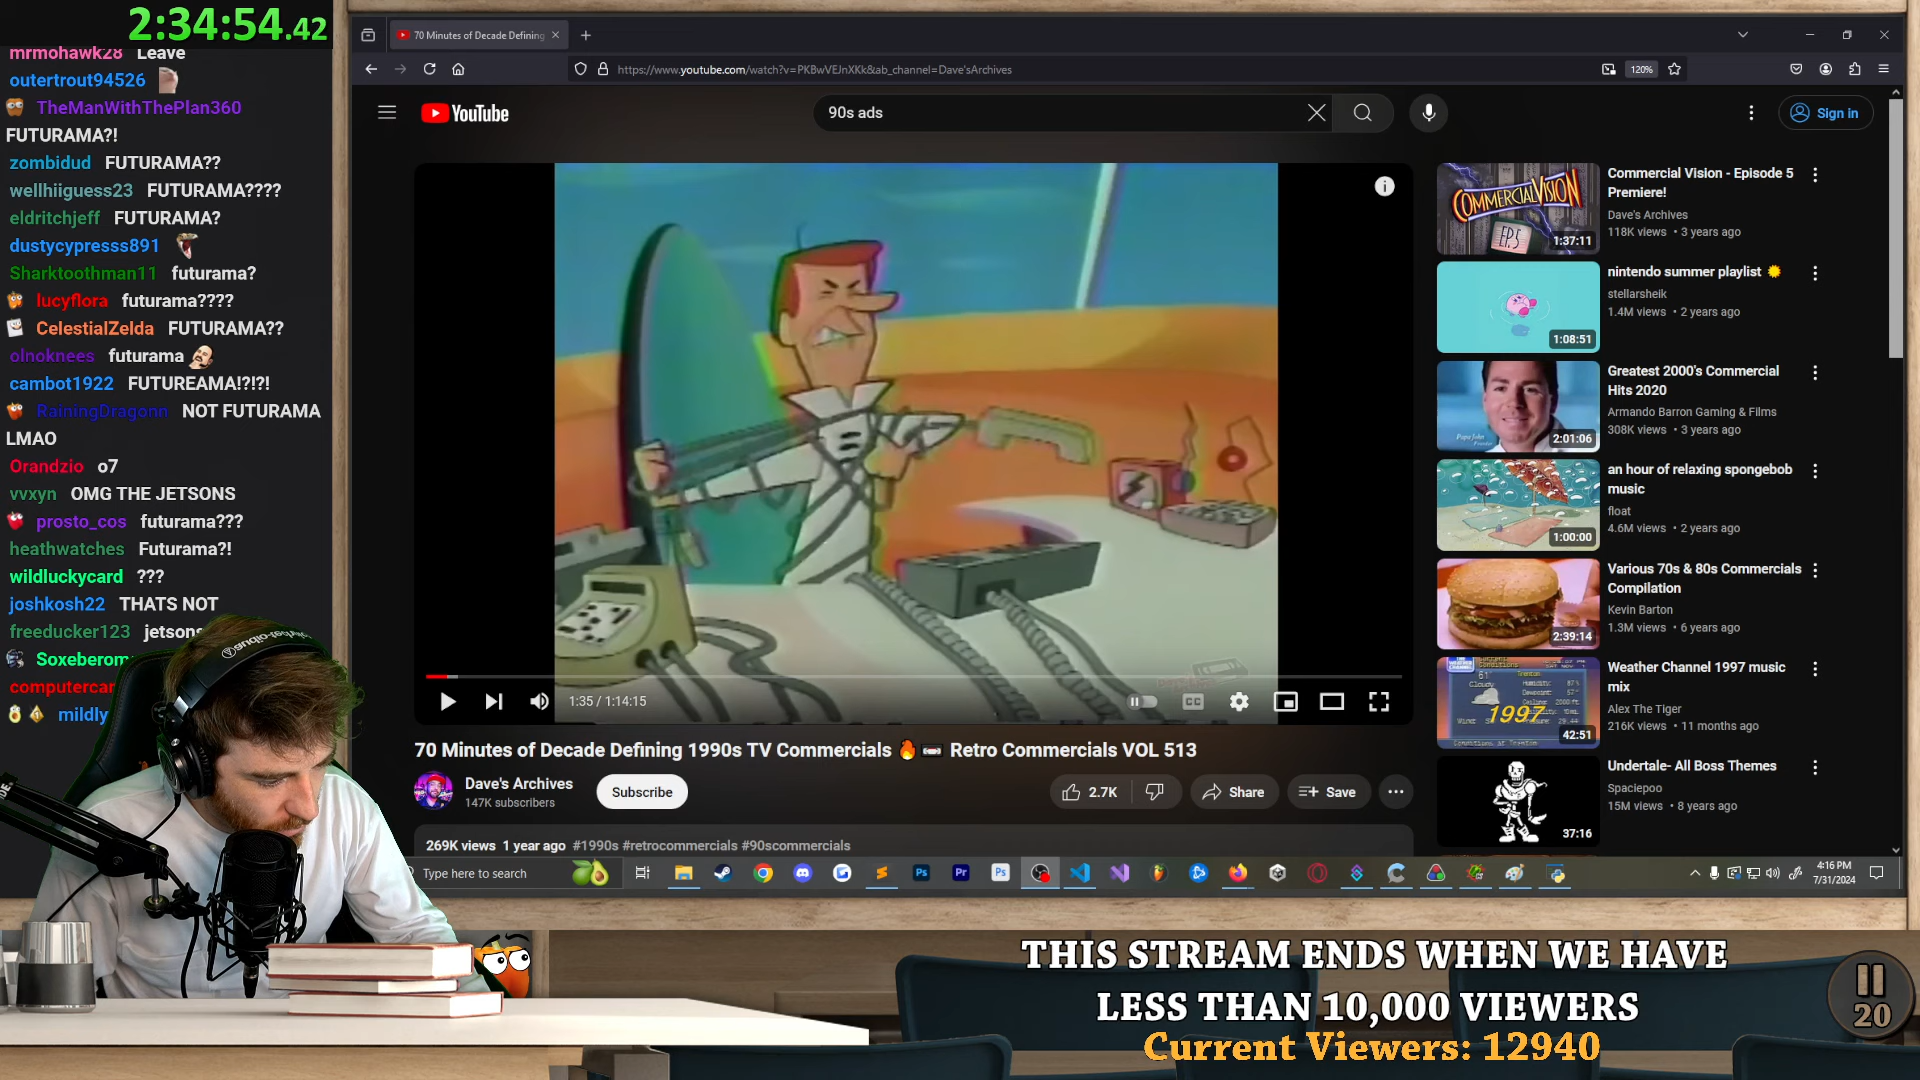 2:34:54.42
mrmohawk28 Leave
outertrout94526
TheManWithThePlan360
FUTURAMA?!
zombidud FUTURAMA??
wellhiiguess23 FUTURAMA????
eldritchjeff FUTURAMA?
dustycypresss891
Sharktoothman11 futurama?
lucyflora futurama????
CelestialZelda FUTURAMA??
olnoknees futurama
cambot1922 FUTUREAMA!?!?!
RainingDragonn NOT FUTURAMA
LMAO
Orandzio o7
vvxyn OMG THE JETSONS
prosto_cos futurama???
heathwatches Futurama?!
wildluckycard ???
joshkosh22 THATS NOT
freeducker123 jetsons
Soxeberom
computercar
mildly
70 Minutes of Decade Defining
https://www.youtube.com/watch?v=PKBwVEJnXKk&ab_channel=Dave'sArchives
120%
YouTube
90s ads
Sign in
1:35 / 1:14:15
CC
70 Minutes of Decade Defining 1990s TV Commercials 🔥📼 Retro Commercials VOL 513
Dave's Archives
147K subscribers
Subscribe
2.7K
Share
Save
269K views 1 year ago #1990s #retrocommercials #90scommercials
COMMERCIALVISION
EP.5
1:37:11
Commercial Vision - Episode 5
Premiere!
Dave's Archives
118K views • 3 years ago
1:08:51
nintendo summer playlist
stellarsheik
1.4M views • 2 years ago
Papa John
2:01:06
Greatest 2000's Commercial
Hits 2020
Armando Barron Gaming & Films
308K views • 3 years ago
1:00:00
an hour of relaxing spongebob
music
float
4.6M views • 2 years ago
2:39:14
Various 70s & 80s Commercials
Compilation
Kevin Barton
1.3M views • 6 years ago
Cloudy
1997
42:51
Weather Channel 1997 music
mix
Alex The Tiger
216K views • 11 months ago
37:16
Undertale- All Boss Themes
Spaciepoo
15M views • 8 years ago
Type here to search
Ps
Pr
Ps
4:16 PM
7/31/2024
THIS STREAM ENDS WHEN WE HAVE
LESS THAN 10,000 VIEWERS
Current Viewers: 12940
20